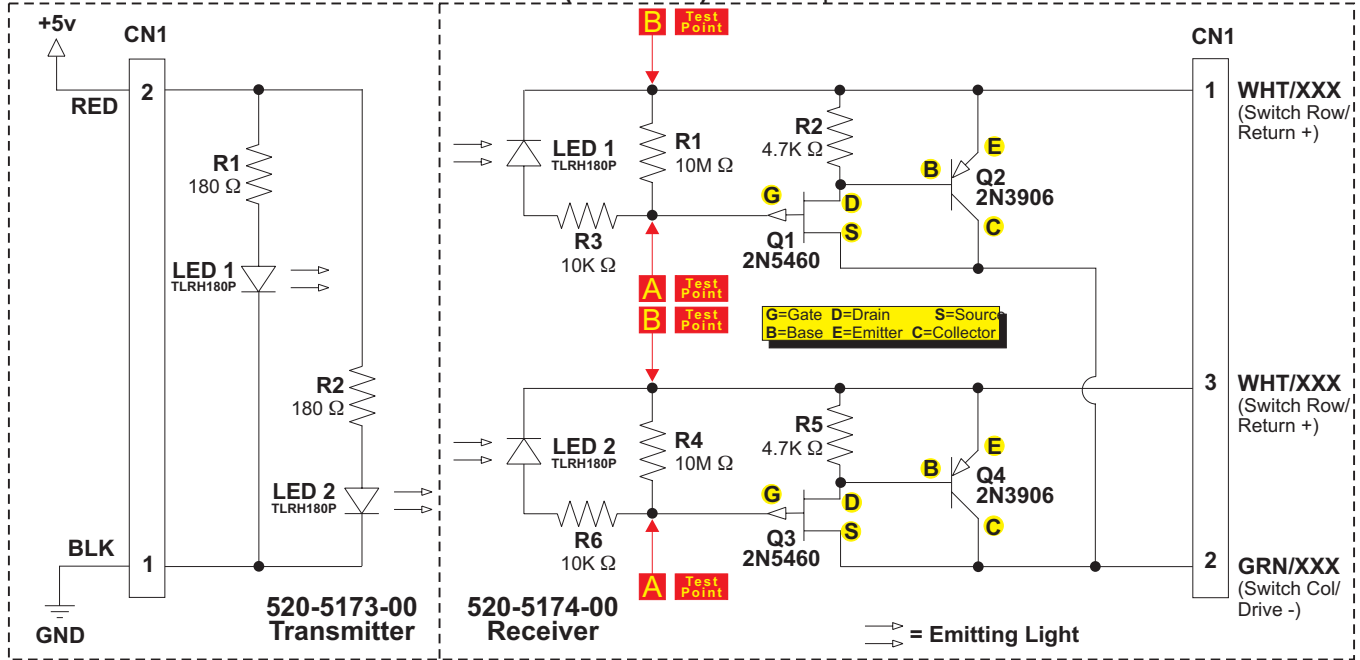 +5v
CN1
RED
2
R1
180 Ω
LED 1
TLRH180P
R2
180 Ω
LED 2
TLRH180P
BLK
1
GND
520-5173-00
Transmitter
B
Test
Point
LED 1
TLRH180P
R1
10M Ω
R3
10K Ω
R2
4.7K Ω
G
D
S
Q1
2N5460
B
E
C
Q2
2N3906
A
Test
Point
B
Test
Point
G=Gate D=Drain S=Source
B=Base E=Emitter C=Collector
LED 2
TLRH180P
R4
10M Ω
R6
10K Ω
R5
4.7K Ω
G
D
S
Q3
2N5460
B
E
C
Q4
2N3906
A
Test
Point
520-5174-00
Receiver
= Emitting Light
CN1
1
WHT/XXX
(Switch Row/
Return +)
3
WHT/XXX
(Switch Row/
Return +)
2
GRN/XXX
(Switch Col/
Drive -)